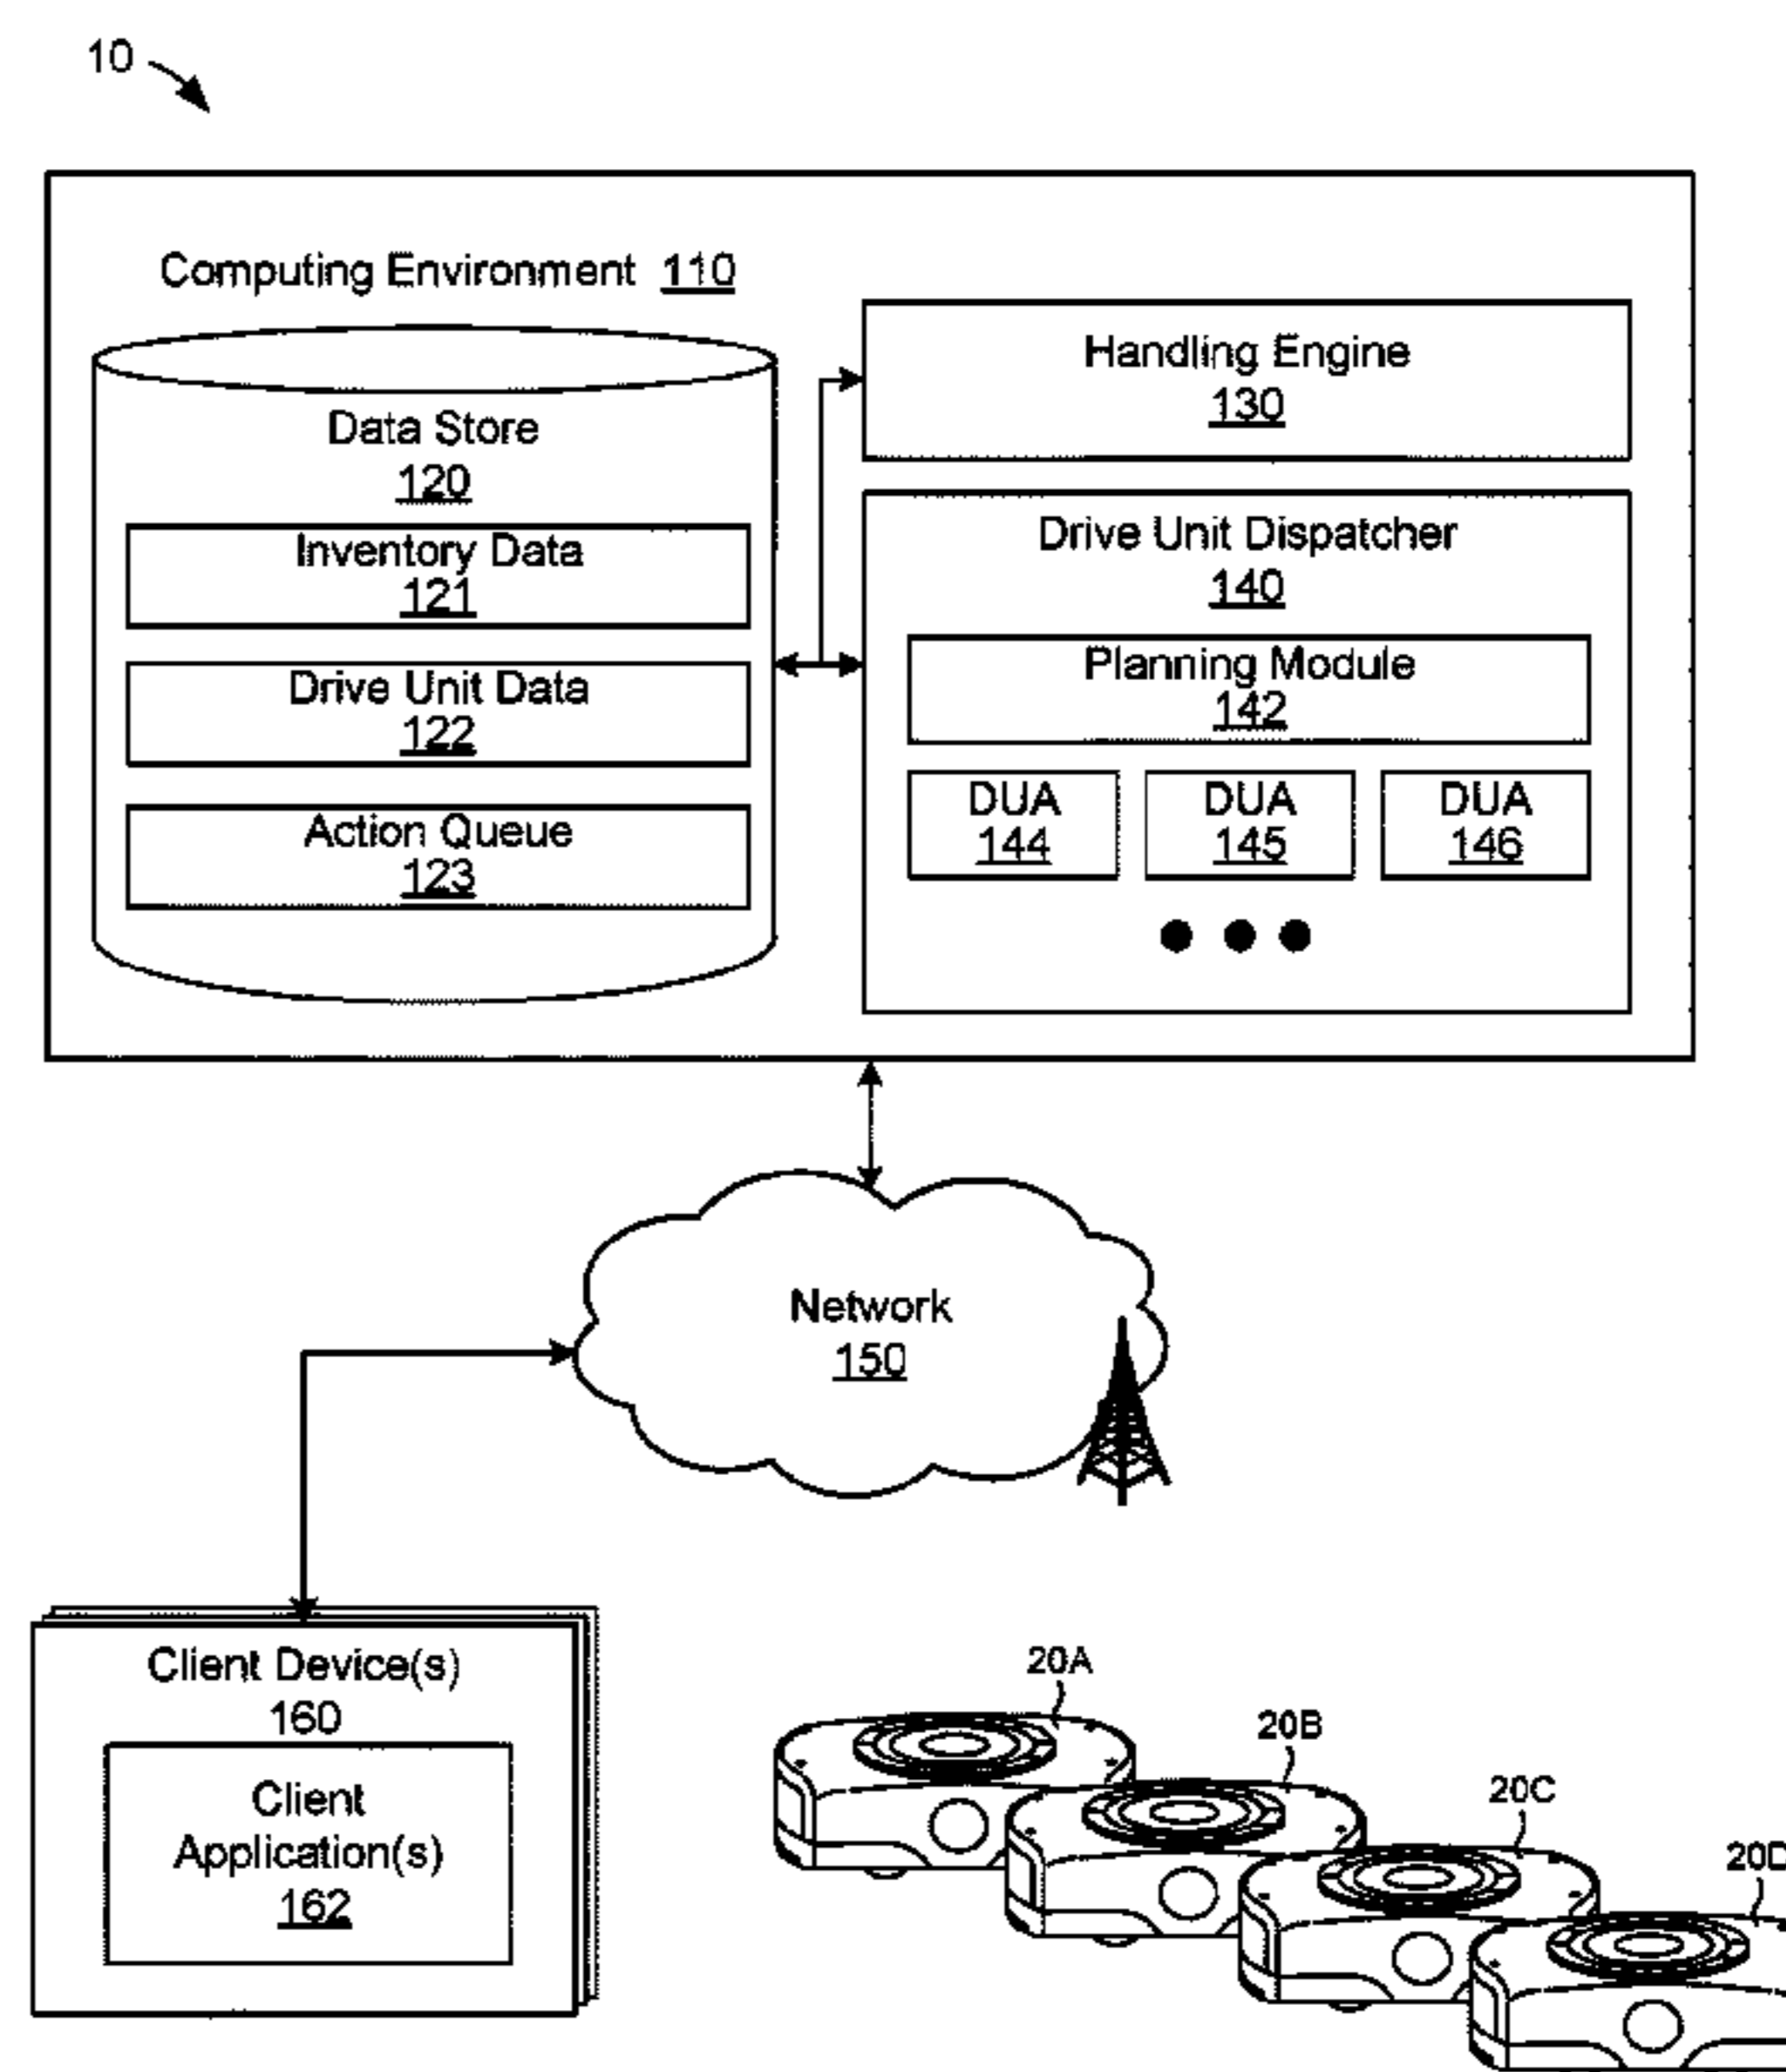 10
Computing Environment 110
Data Store
120
Inventory Data
121
Drive Unit Data
122
Action Queue
123
Handling Engine
130
Drive Unit Dispatcher
140
Planning Module
142
DUA
144
DUA
145
DUA
146
Network
150
Client Device(s)
160
Client
Application(s)
162
20A
20B
20C
20D